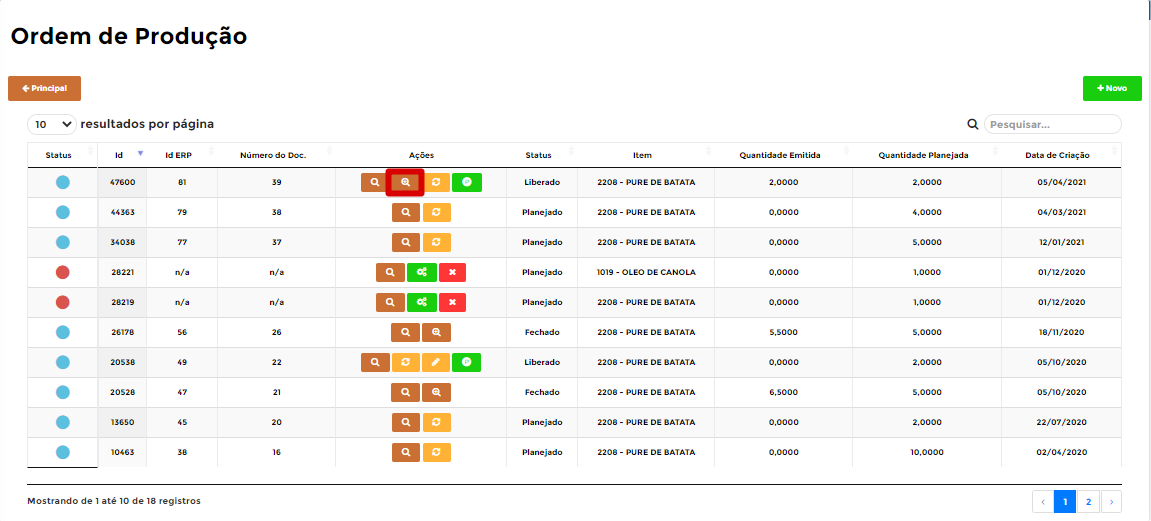 Ordem de Produção
Principal
Novo
10 resultados por página
Pesquisar...
Status Id Id ERP Número do Doc. Ações Status Item Quantidade Emitida Quantidade Planejada Data de Criação
47600 81 39 Liberado 2208 - PURE DE BATATA 2,0000 2,0000 05/04/2021
44363 79 38 Planejado 2208 - PURE DE BATATA 0,0000 4,0000 04/03/2021
34038 77 37 Planejado 2208 - PURE DE BATATA 0,0000 5,0000 12/01/2021
28221 n/a n/a Planejado 1019 - OLEO DE CANOLA 0,0000 1,0000 01/12/2020
28219 n/a n/a Planejado 2208 - PURE DE BATATA 0,0000 1,0000 01/12/2020
26178 56 26 Fechado 2208 - PURE DE BATATA 5,5000 5,0000 18/11/2020
20538 49 22 Liberado 2208 - PURE DE BATATA 0,0000 2,0000 05/10/2020
20528 47 21 Fechado 2208 - PURE DE BATATA 6,5000 5,0000 05/10/2020
13650 45 20 Planejado 2208 - PURE DE BATATA 0,0000 2,0000 22/07/2020
10463 38 16 Planejado 2208 - PURE DE BATATA 0,0000 10,0000 02/04/2020
Mostrando de 1 até 10 de 18 registros
‹ 1 2 ›